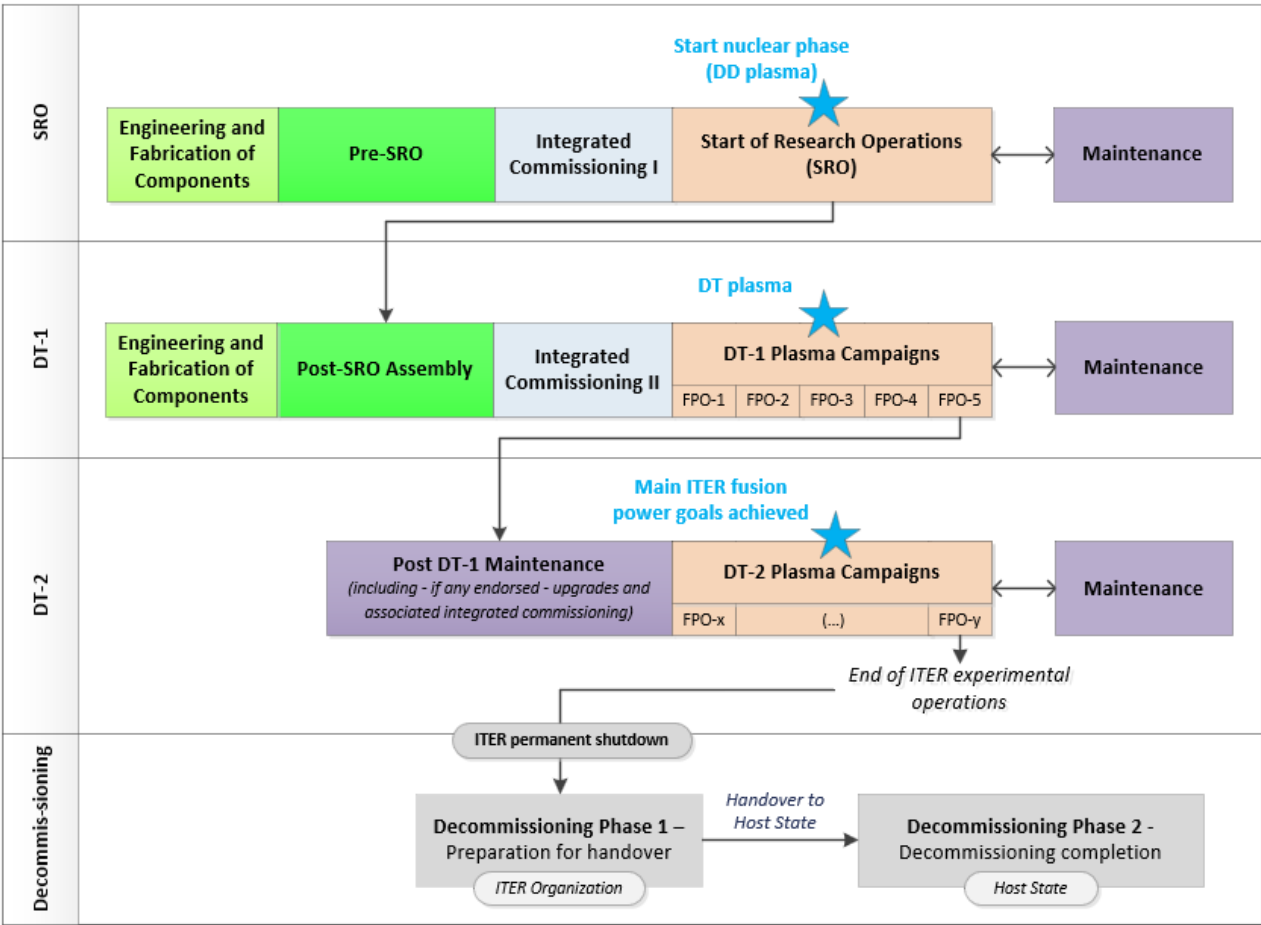 SRO
Start nuclear phase
(DD plasma)
Engineering and
Fabrication of
Components
Pre-SRO
Integrated
Commissioning I
Start of Research Operations
(SRO)
Maintenance
DT-1
DT plasma
Engineering and
Fabrication of
Components
Post-SRO Assembly
Integrated
Commissioning II
DT-1 Plasma Campaigns
FPO-1
FPO-2
FPO-3
FPO-4
FPO-5
Maintenance
DT-2
Main ITER fusion
power goals achieved
Post DT-1 Maintenance
(including - if any endorsed - upgrades and
associated integrated commissioning)
DT-2 Plasma Campaigns
FPO-x
(...)
FPO-y
Maintenance
End of ITER experimental
operations
Decommis-sioning
ITER permanent shutdown
Decommissioning Phase 1 –
Preparation for handover
ITER Organization
Handover to
Host State
Decommissioning Phase 2 -
Decommissioning completion
Host State